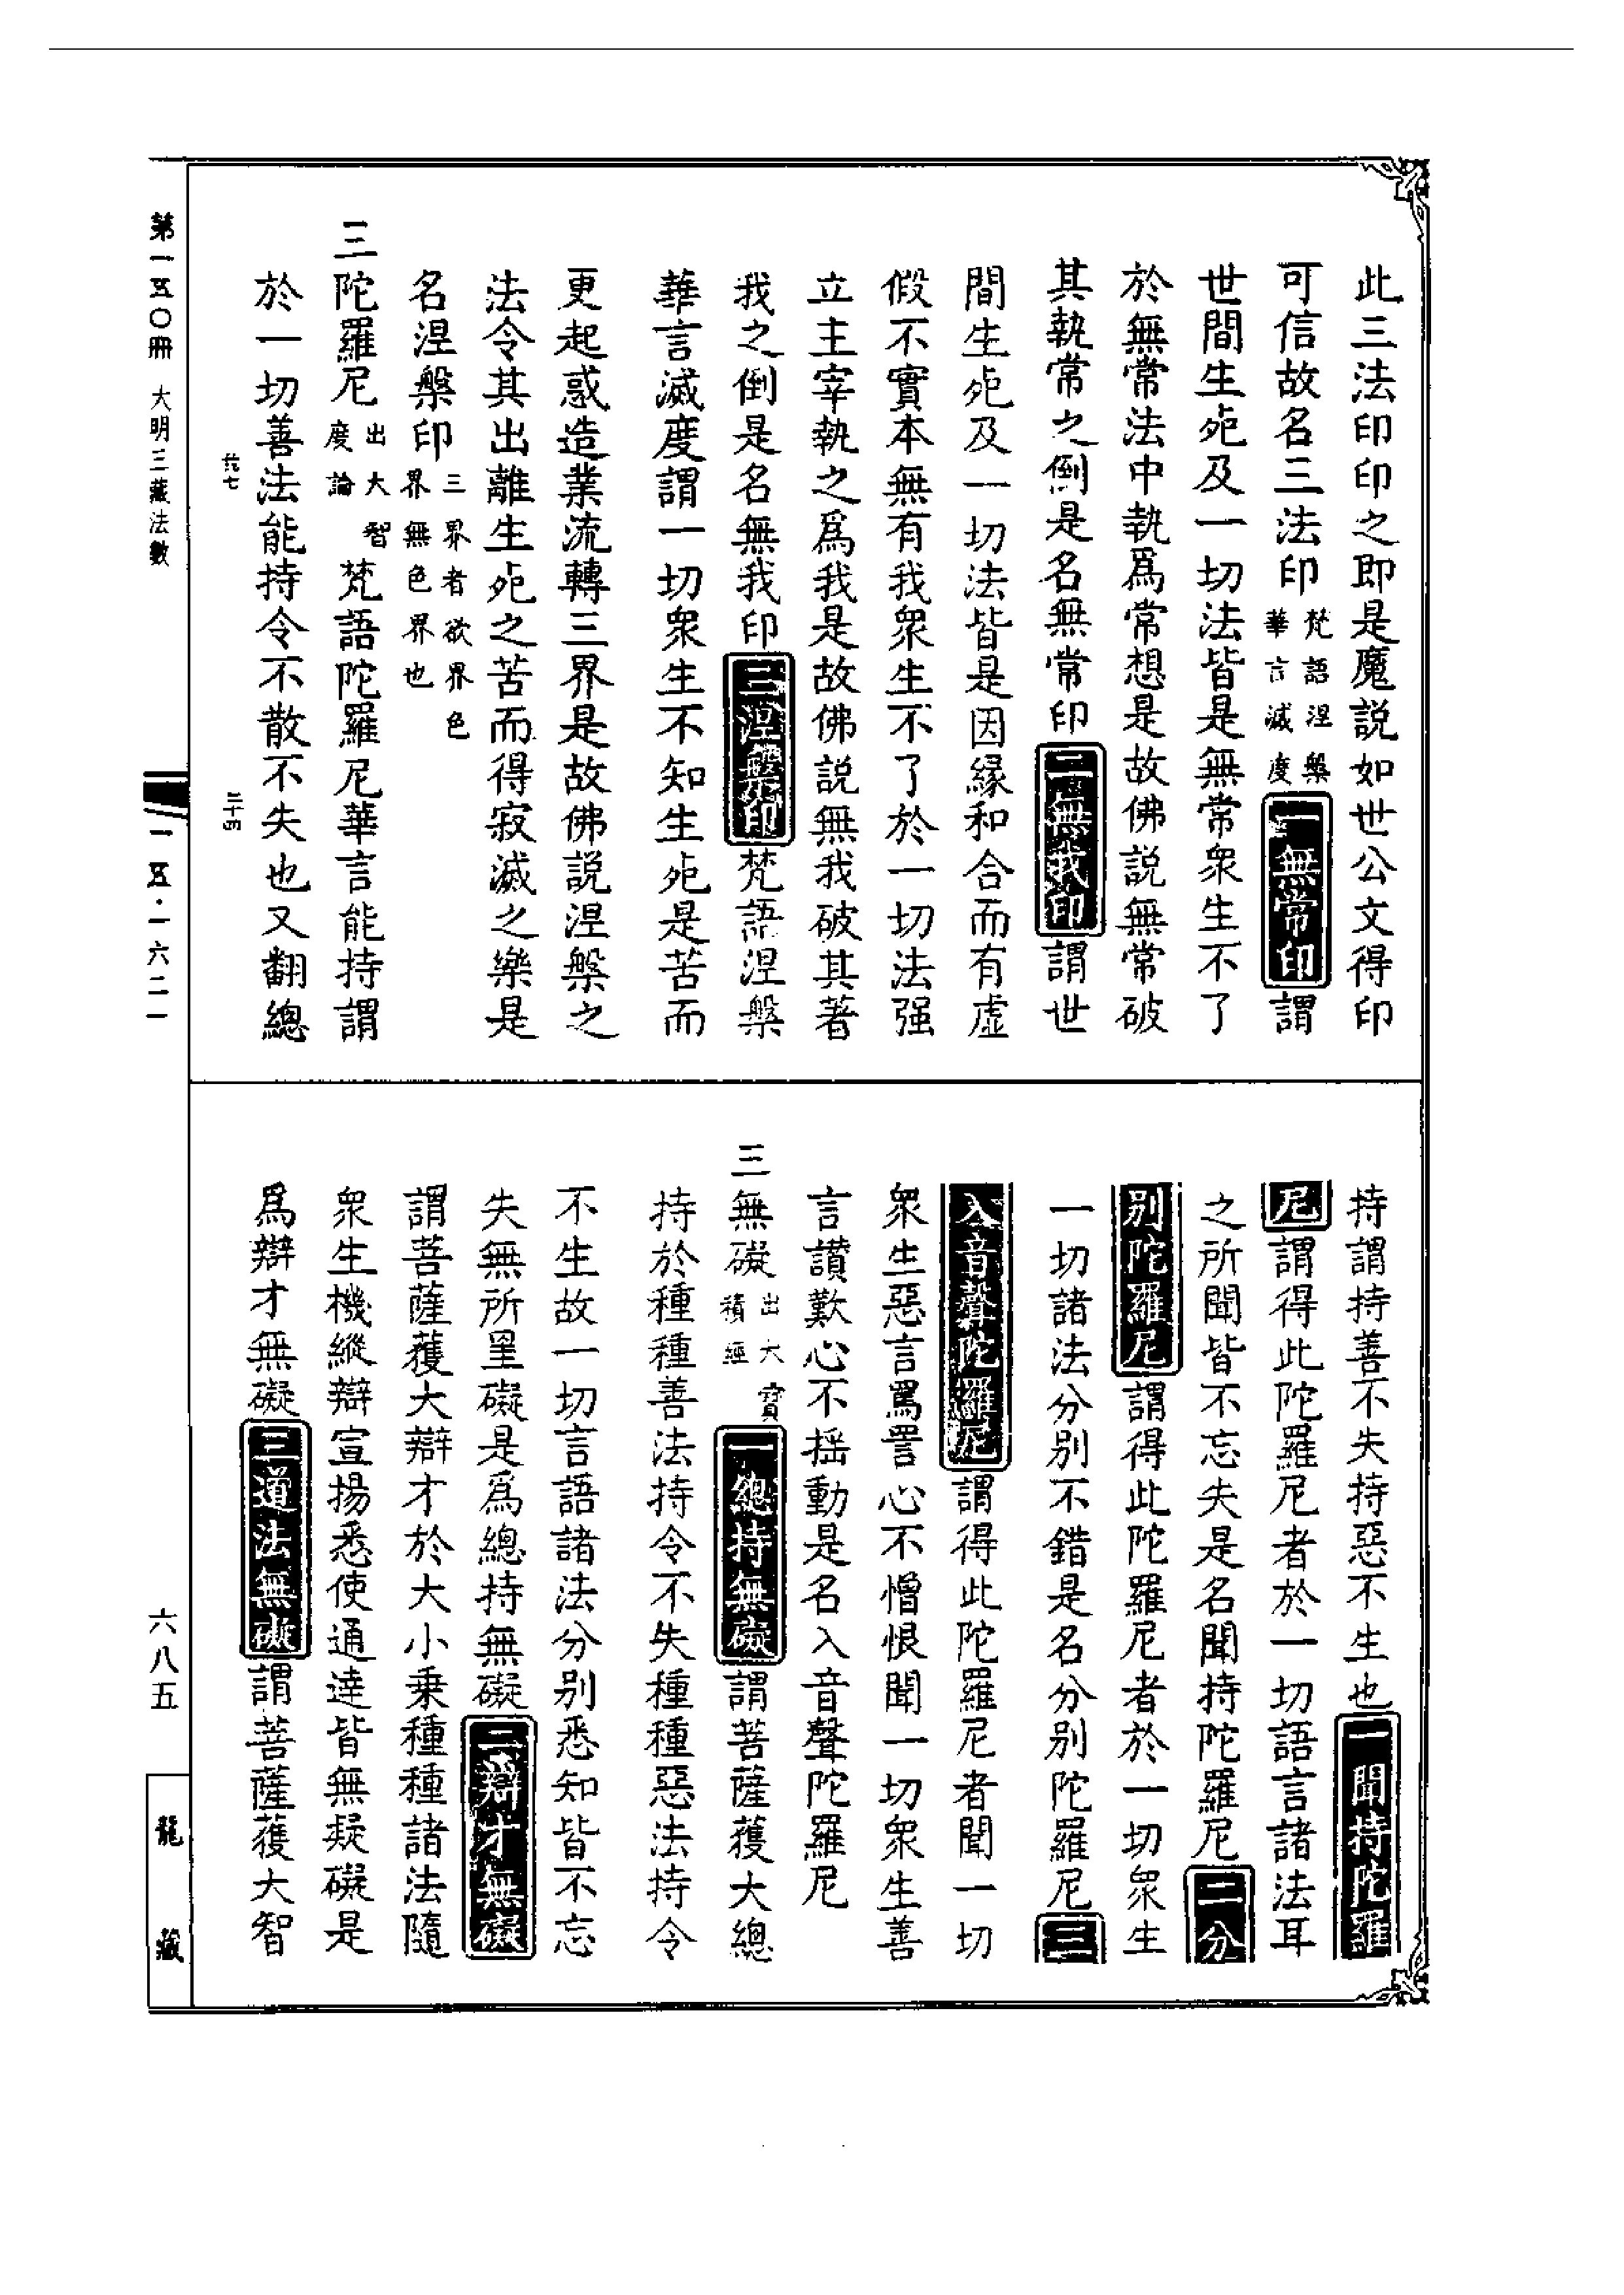 此三法印印之即是魔説如世公文得印
可信故名三法印梵語涅槃華言滅度一無常印謂
世間生死及一切法皆是無常衆生不了
於無常法中執爲常想是故佛説無常破
其執常之倒是名無常印二無我印謂世
間生死及一切法皆是因縁和合而有虛
假不實本無有我衆生不了於一切法强
立主宰執之爲我是故佛説無我破其著
我之倒是名無我印三涅槃印梵語涅槃
華言滅度謂一切衆生不知生死是苦而
更起惑造業流轉三界是故佛説涅槃之
法令其出離生死之苦而得寂滅之樂是
名涅槃印三界者欲界色界無色界也
三陀羅尼出大智度論梵語陀羅尼華言能持謂
於一切善法能持令不散不失也又翻總
持謂持善不失持惡不生也一聞持陀羅
尼謂得此陀羅尼者於一切語言諸法耳
之所聞皆不忘失是名聞持陀羅尼二分
别陀羅尼謂得此陀羅尼者於一切衆生
一切諸法分别不錯是名分别陀羅尼三
入音聲陀羅尼謂得此陀羅尼者聞一切
衆生惡言罵詈心不憎恨聞一切衆生善
言讃歎心不揺動是名入音聲陀羅尼
三無礙出大寶積經一總持無礙謂菩薩獲大總
持於種種善法持令不失種種惡法持令
不生故一切言語諸法分别悉知皆不忘
失無所罣礙是爲總持無礙二辯才無礙
謂菩薩獲大辯才於大小乗種種諸法隨
衆生機縱辯宣揚悉使通達皆無疑礙是
爲辯才無礙三道法無礙謂菩薩獲大智
第一五〇冊 大明三藏法數
三十四
一五·一六二一
六八五
龍藏